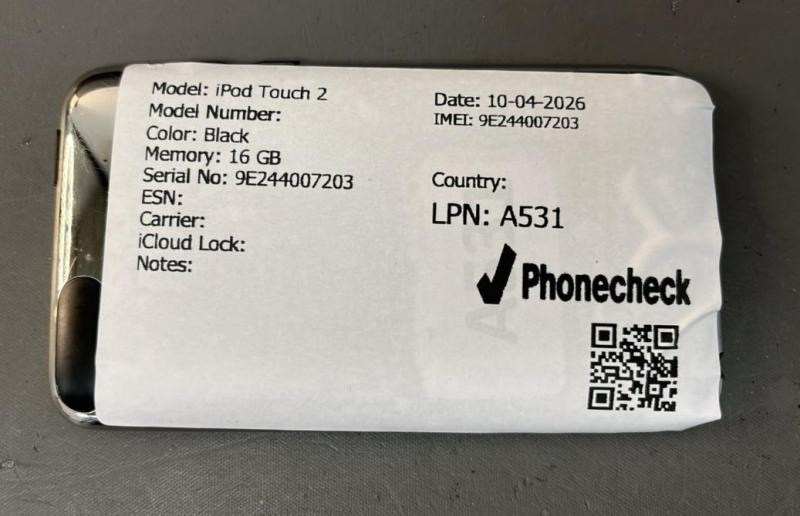 Model: iPod Touch 2
Model Number:
Color: Black
Memory: 16 GB
Serial No: 9E244007203
ESN:
Carrier:
iCloud Lock:
Notes:
Date: 10-04-2026
IMEI: 9E244007203
Country:
LPN: A531
Phonecheck